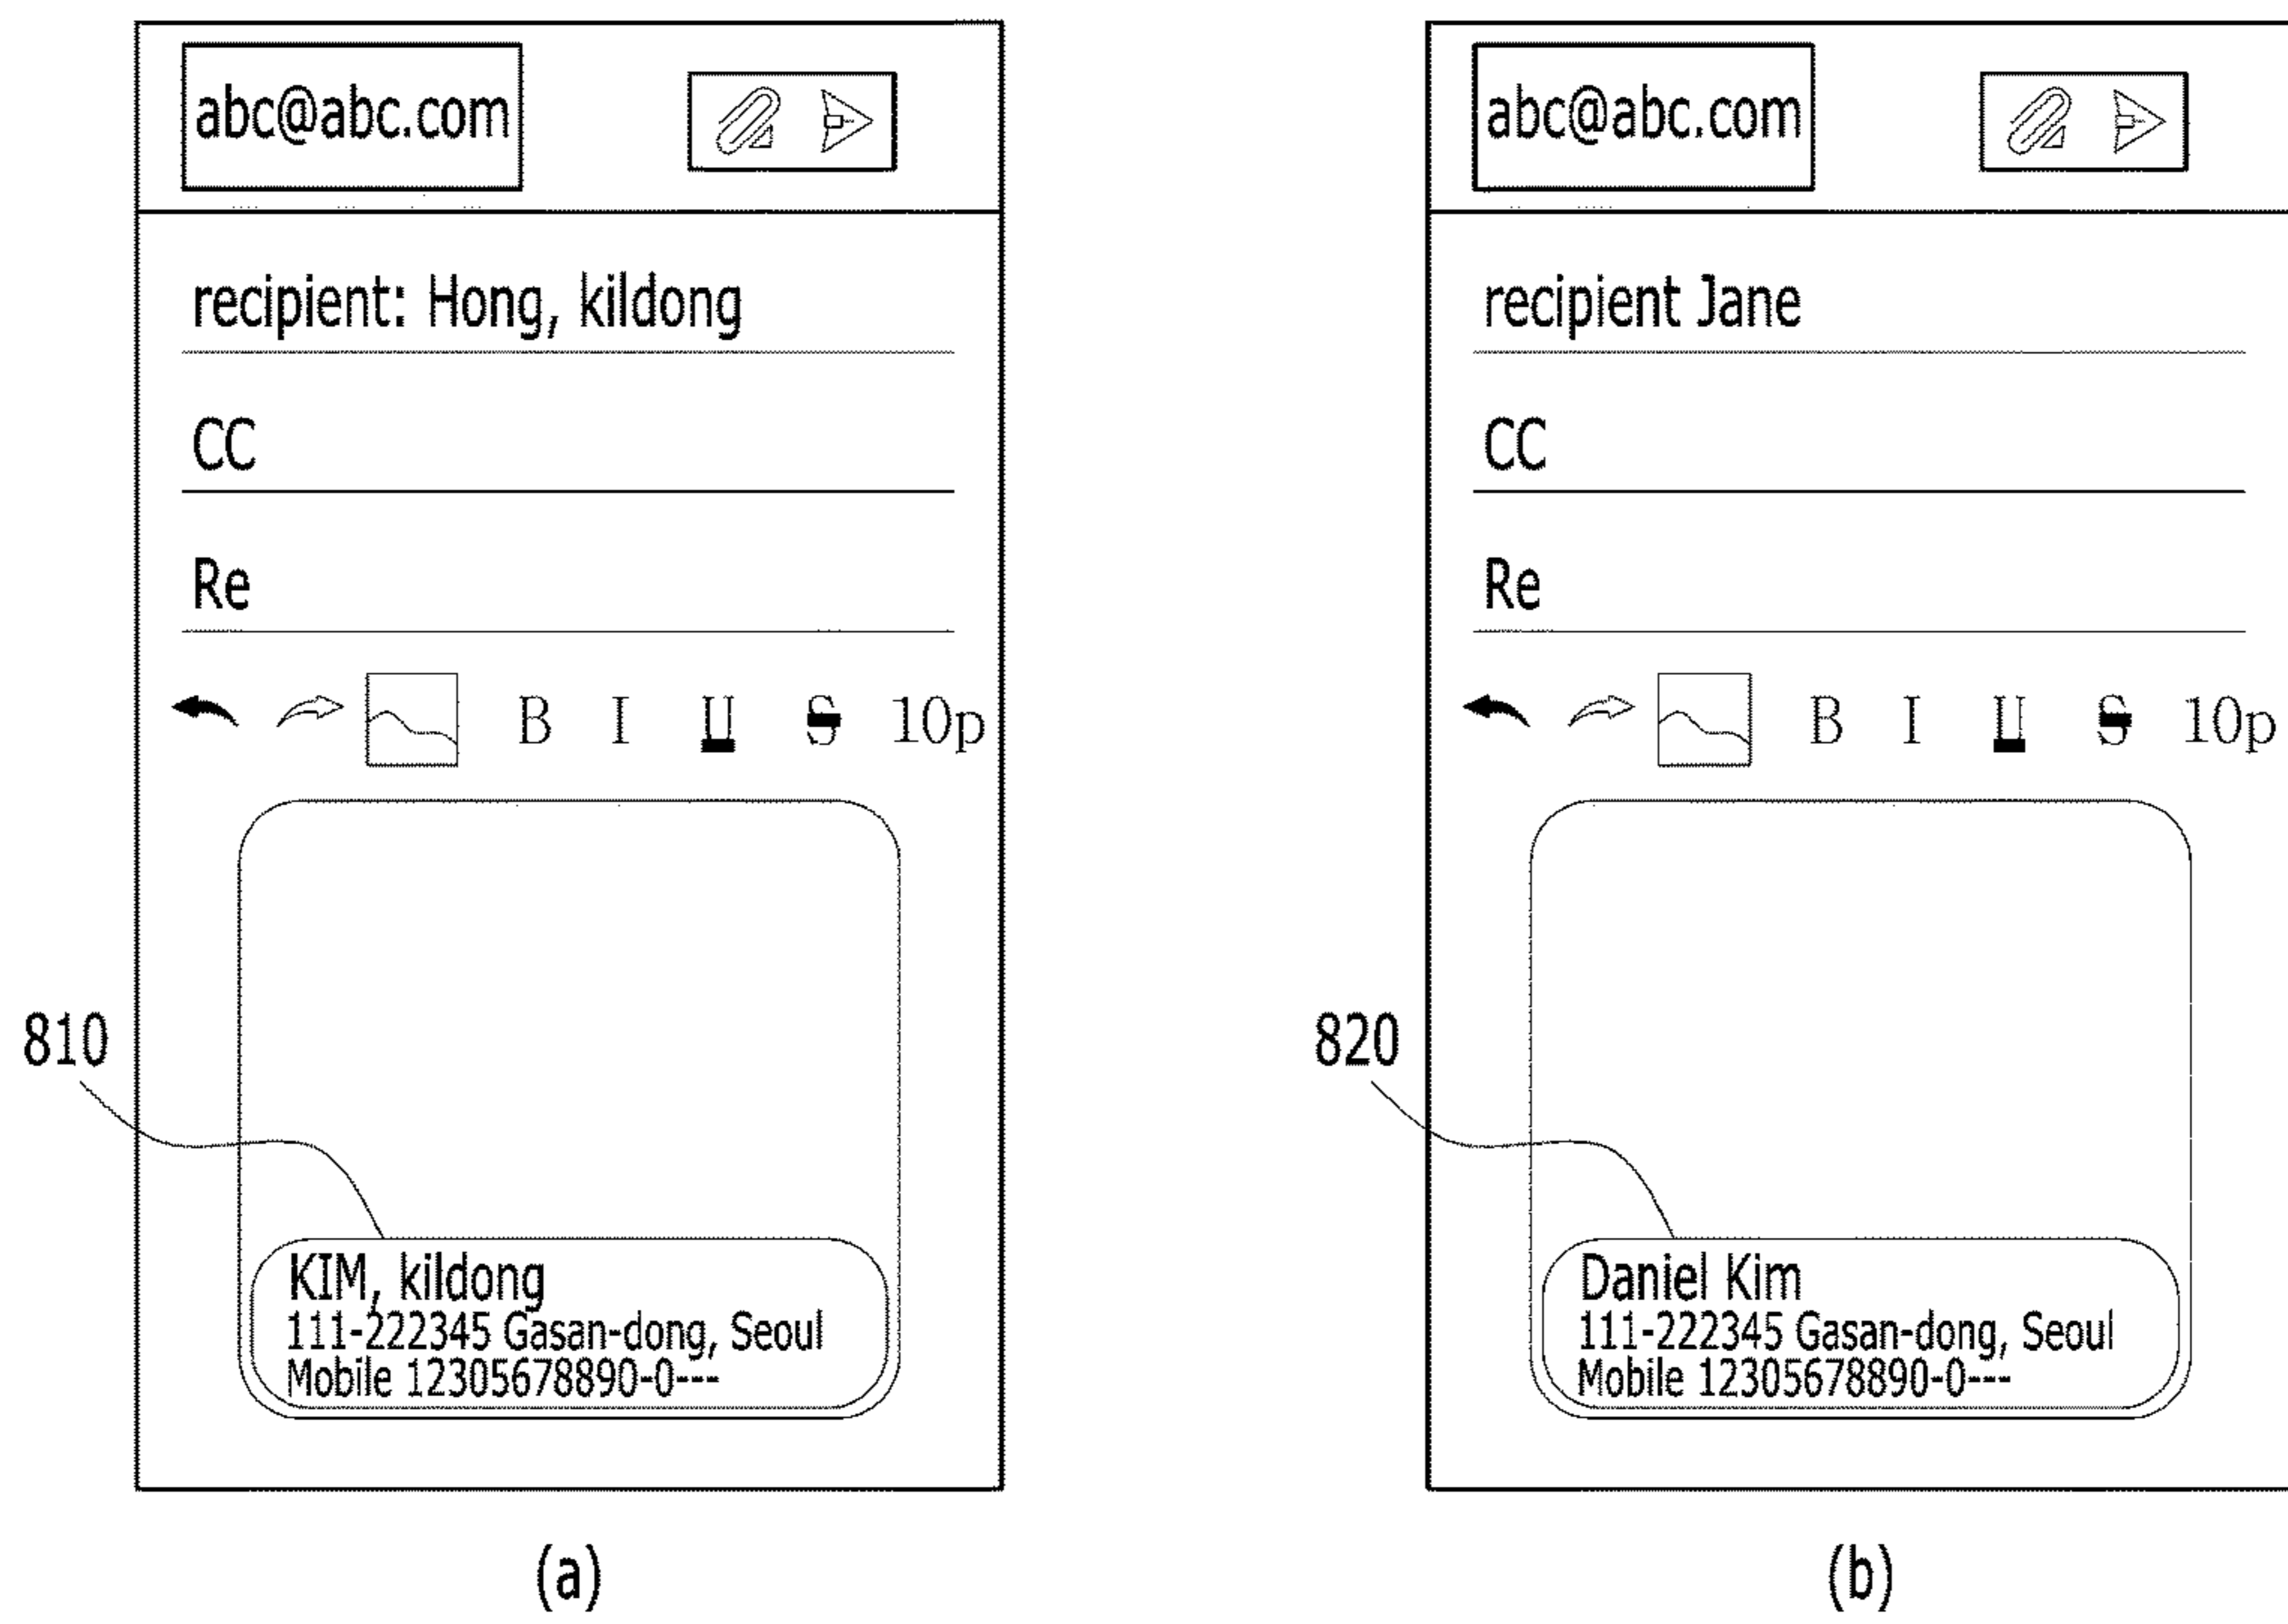 abc@abc.com
recipient: Hong, kildong
CC
Re
B I U S 10p
810
KIM, kildong
111-222345 Gasan-dong, Seoul
Mobile 12305678890-0---
(a)
abc@abc.com
recipient Jane
CC
Re
B I U S 10p
820
Daniel Kim
111-222345 Gasan-dong, Seoul
Mobile 12305678890-0---
(b)